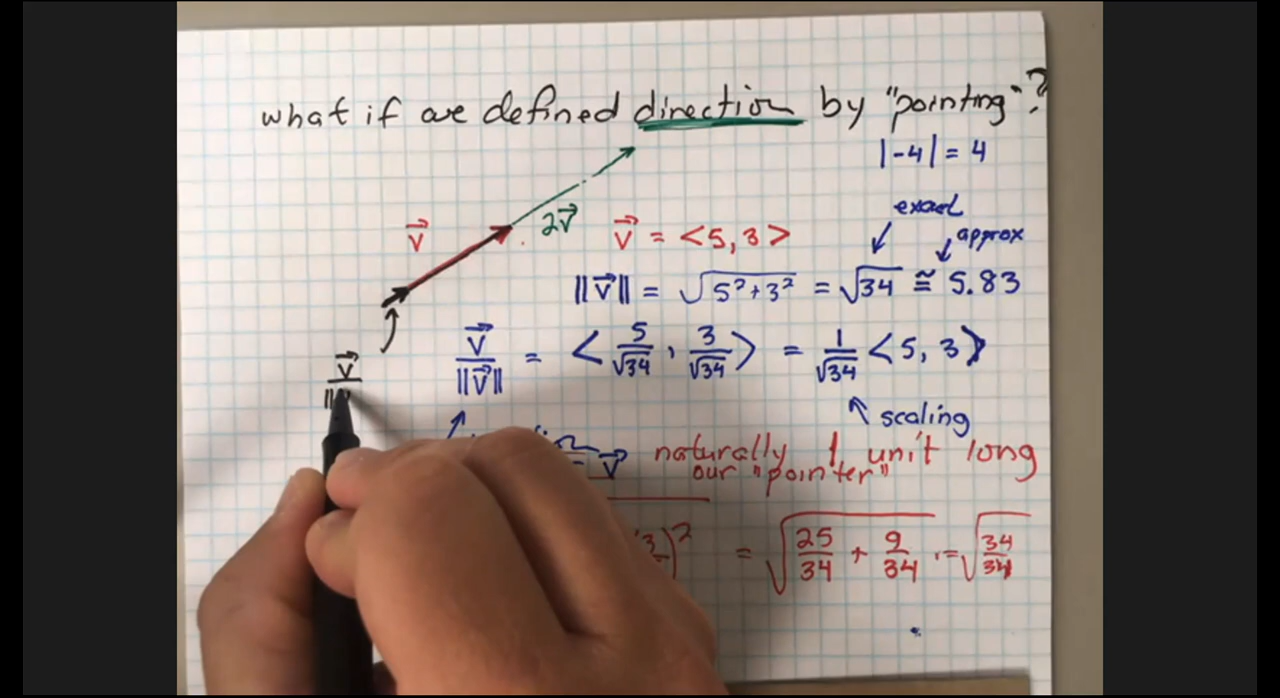 what if we defined direction by "pointing"?
|-4| = 4
exact
approx
v⃗
2v⃗
v⃗ = <5, 3>
||v⃗|| = √(5² + 3²) = √34 ≅ 5.83
v⃗/||v⃗|| = <5/√34, 3/√34> = 1/√34 <5, 3>
v⃗/||
scaling
v⃗ naturally 1 unit long
our "pointer"
3)² = √(25/34 + 9/34) = √(34/34)